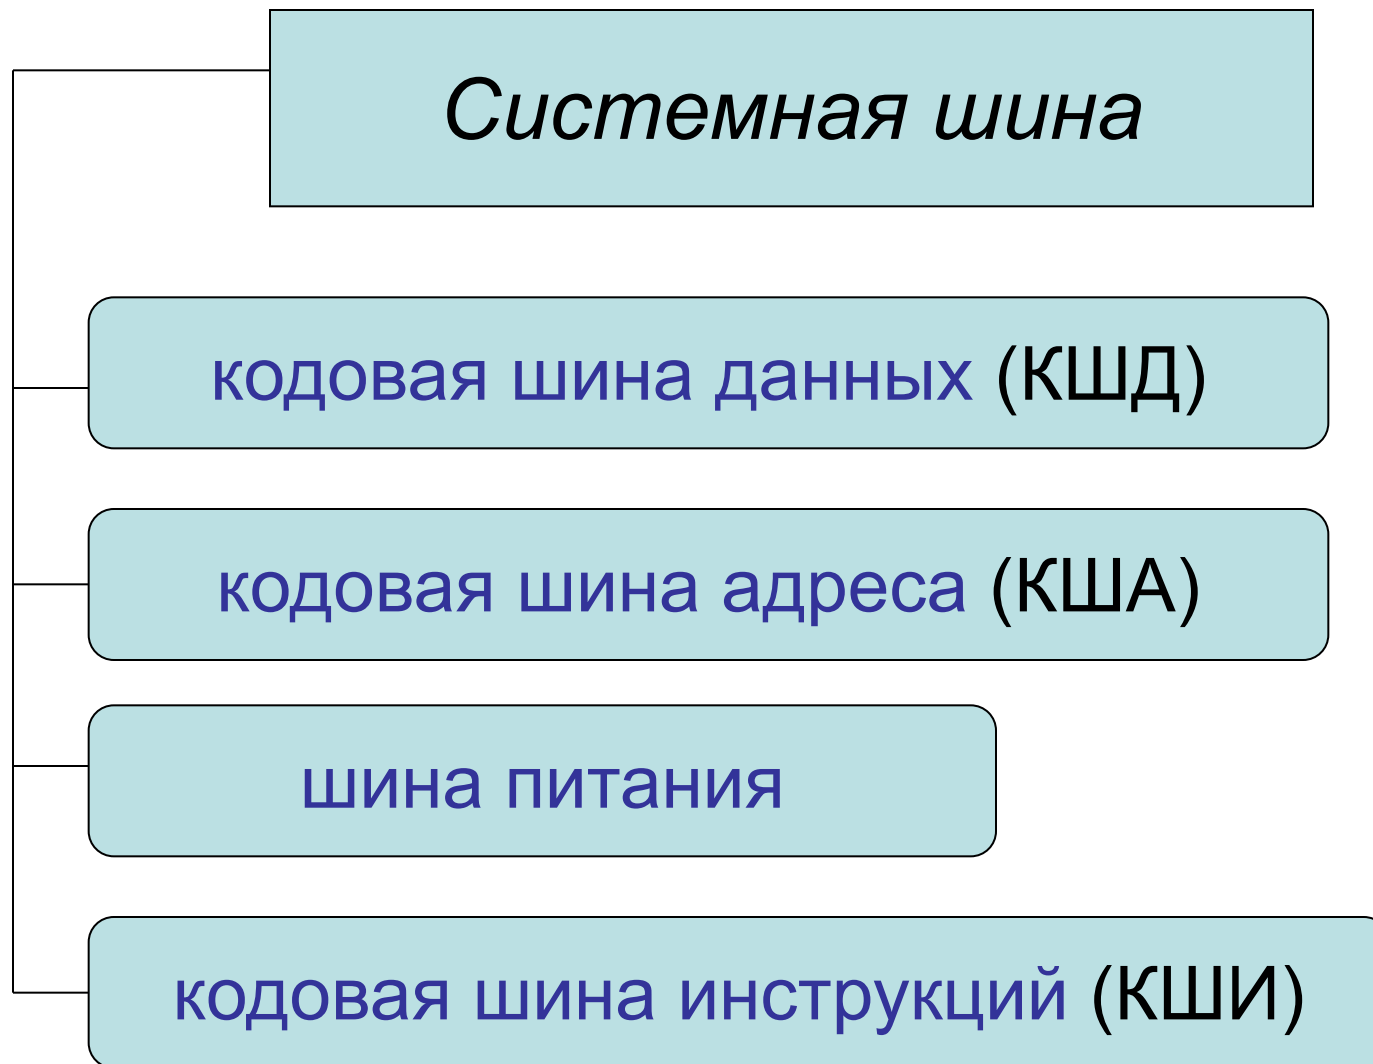 Системная шина
кодовая шина данных (КШД)
кодовая шина адреса (КША)
шина питания
кодовая шина инструкций (КШИ)